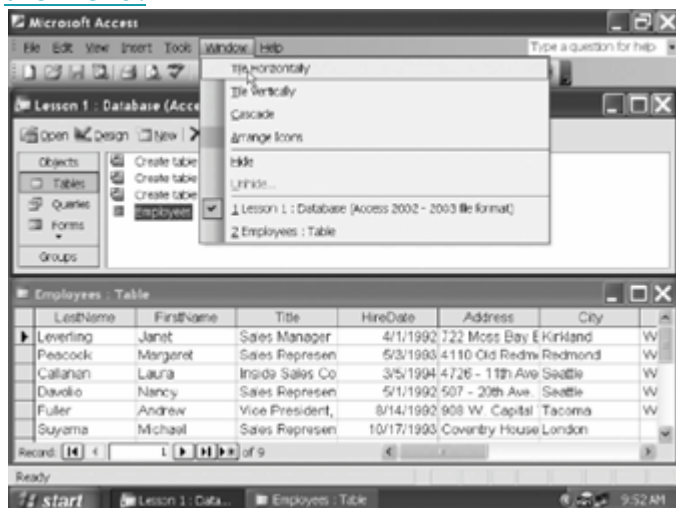 Microsoft Access
File Edit View Insert Tools Window Help Type a question for help
Tile Horizontally
Tile Vertically
Cascade
Arrange Icons
Hide
Unhide...
1 Lesson 1 : Database (Access 2002 - 2003 file format)
2 Employees : Table
Lesson 1 : Database (Acce
Open Design New
Objects
Tables
Queries
Forms
Groups
Create table
Create table
Create table
Employees
Employees : Table
LastName FirstName Title HireDate Address City
Leverling Janet Sales Manager 4/1/1992 722 Moss Bay B Kirkland W
Peacock Margaret Sales Represen 5/3/1993 4110 Old Redmo Redmond W
Callahan Laura Inside Sales Co 3/5/1994 4726 - 11th Ave Seattle W
Davolio Nancy Sales Represen 5/1/1992 507 - 20th Ave. Seattle W
Fuller Andrew Vice President, 8/14/1992 908 W. Capital Tacoma W
Suyama Michael Sales Represen 10/17/1993 Coventry House London
Record: 1 of 9
Ready
start Lesson 1 : Data... Employees : Table 9:52 AM